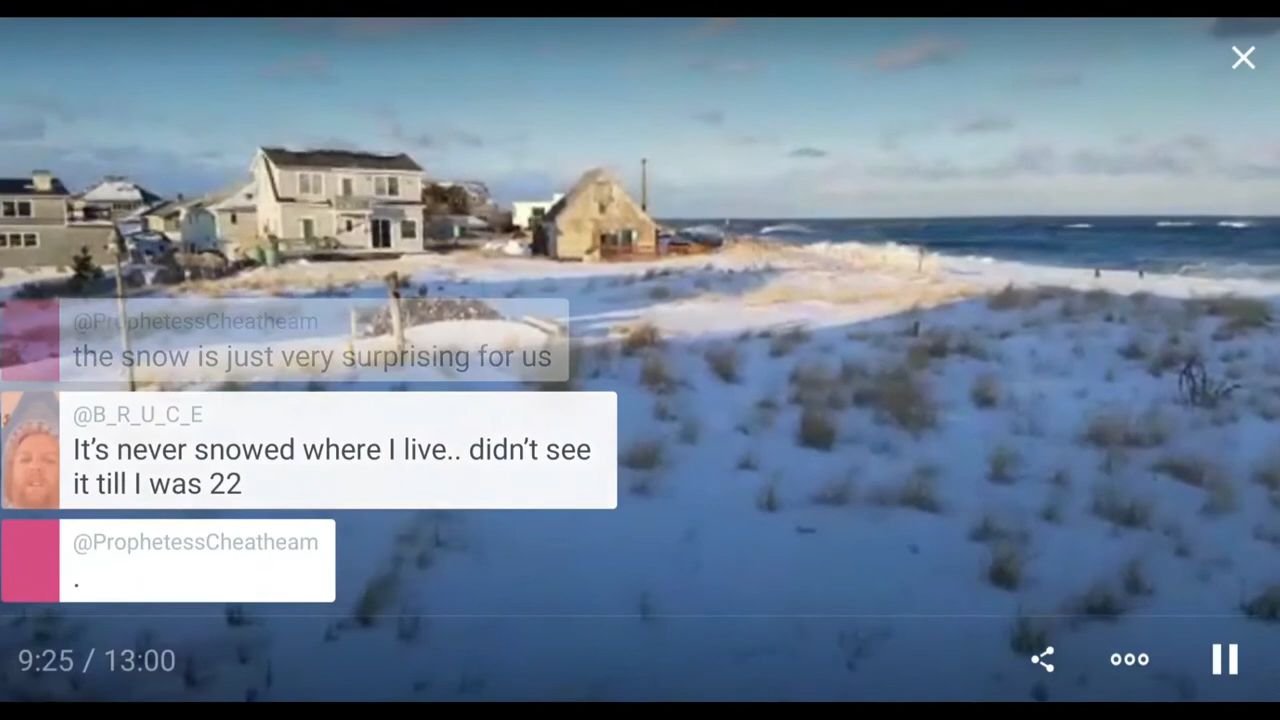 @ProphetessCheatheam
the snow is just very surprising for us
@B_R_U_C_E
It’s never snowed where I live.. didn’t see
it till I was 22
@ProphetessCheatheam
.
9:25 / 13:00